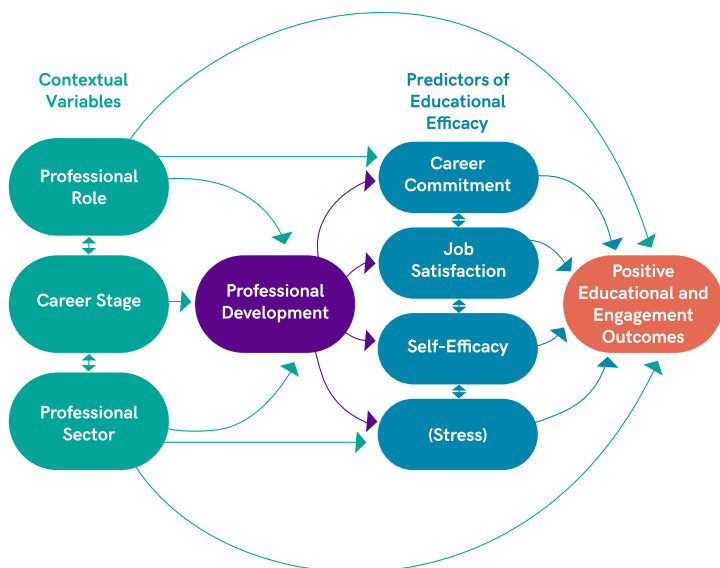 Contextual
Variables
Predictors of
Educational
Efficacy
Professional
Role
Career Stage
Professional
Sector
Professional
Development
Career
Commitment
Job
Satisfaction
Self-Efficacy
(Stress)
Positive
Educational and
Engagement
Outcomes